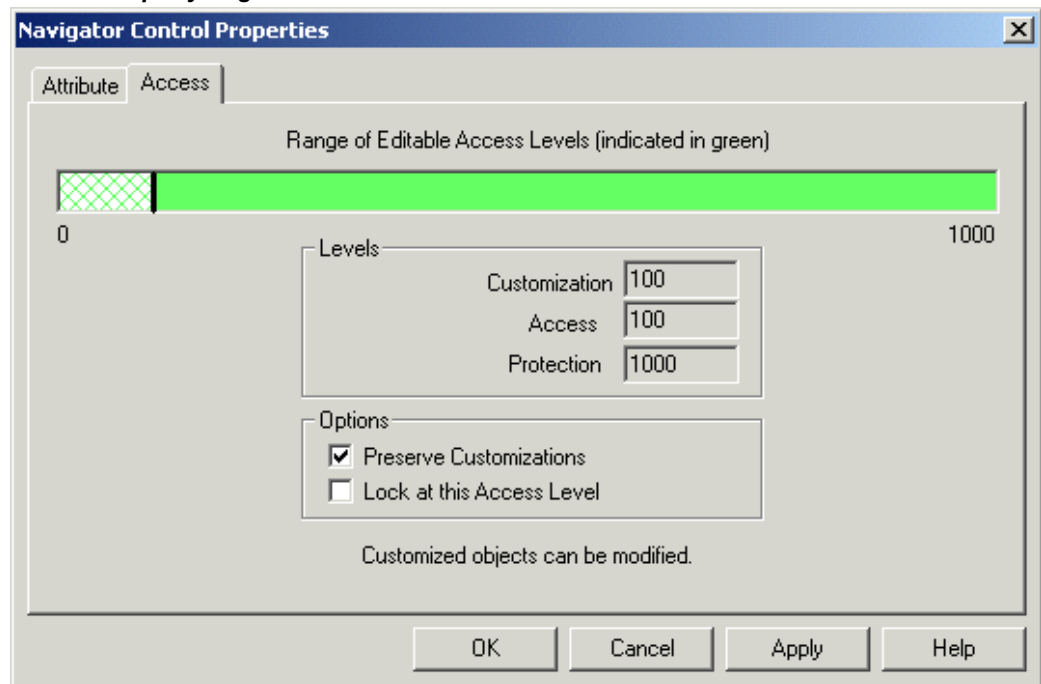 Navigator Control Properties
Attribute Access
Range of Editable Access Levels (indicated in green)
0 1000
Levels
Customization 100
Access 100
Protection 1000
Options
Preserve Customizations
Lock at this Access Level
Customized objects can be modified.
OK Cancel Apply Help